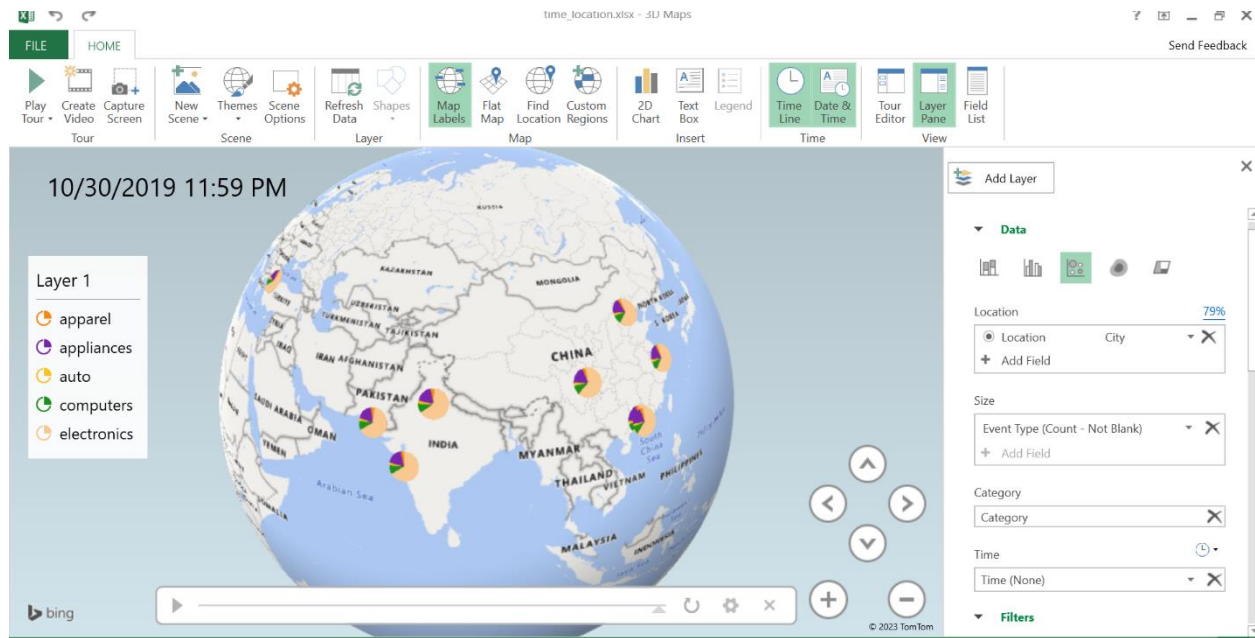 time_location.xlsx - 3D Maps
?
FILE
HOME
Send Feedback
Play Tour
Create Video
Capture Screen
New Scene
Themes
Scene Options
Refresh Data
Shapes
Map Labels
Flat Map
Find Location
Custom Regions
2D Chart
Text Box
Legend
Time Line
Date & Time
Tour Editor
Layer Pane
Field List
Tour
Scene
Layer
Map
Insert
Time
View
10/30/2019 11:59 PM
Layer 1
apparel
appliances
auto
computers
electronics
RUSSIA
KAZAKHSTAN
MONGOLIA
UZBEKISTAN
TURKMENISTAN
TAJIKISTAN
NORTH KOREA
S. KOREA
IRAQ
IRAN
AFGHANISTAN
CHINA
PAKISTAN
SAUDI ARABIA
OMAN
YEMEN
INDIA
MYANMAR
South China Sea
THAILAND
VIETNAM
PHILIPPINES
Arabian Sea
MALAYSIA
INDONESIA
bing
© 2023 TomTom
Add Layer
Data
Location
79%
Location
City
Add Field
Size
Event Type (Count - Not Blank)
Add Field
Category
Category
Time
Time (None)
Filters